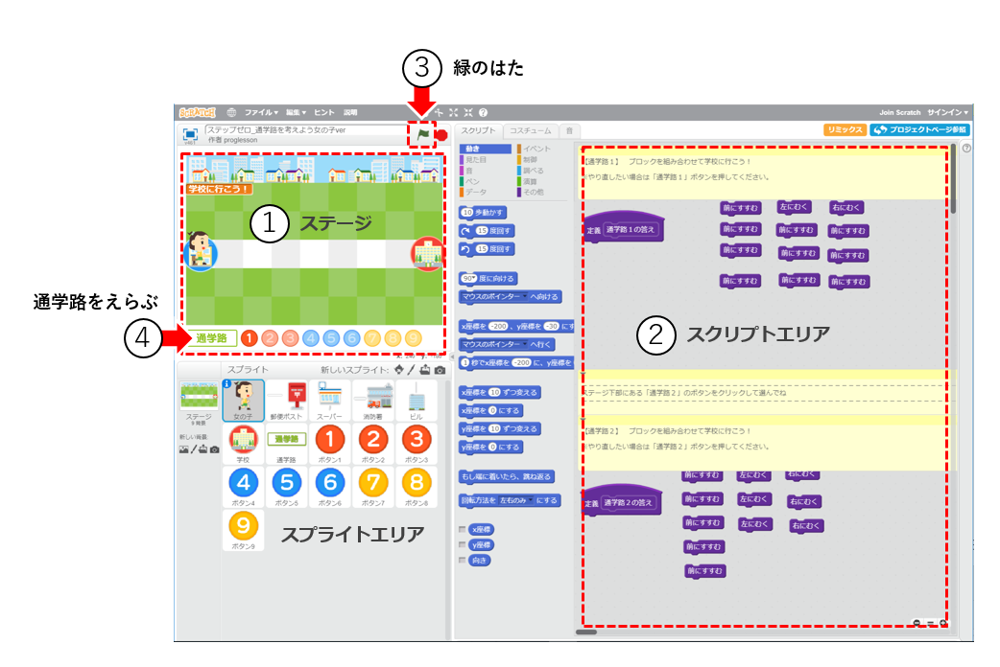 ③ 緑のはた
SCRATCH ファイル▼ 編集▼ ヒント 説明 Join Scratch サインイン▼
ステップゼロ_通学路を考えよう女の子ver
作者 proglesson
スクリプト コスチューム 音 リミックス プロジェクトページ参照
動き イベント
見た目 制御
音 調べる
ペン 演算
データ その他
学校に行こう！
① ステージ
通学路をえらぶ
④
通学路 1 2 3 4 5 6 7 8 9
スプライト 新しいスプライト:
ステージ
9 背景
新しい背景:
女の子 郵便ポスト スーパー 消防署 ビル
通学路
1 2 3
学校 通学路 ボタン1 ボタン2 ボタン3
4 5 6 7 8
ボタン4 ボタン5 ボタン6 ボタン7 ボタン8
9
ボタン9
スプライトエリア
10 歩動かす
15 度回す
15 度回す
90▼ 度に向ける
マウスのポインター へ向ける
x座標を -200 、y座標を -30 にす
マウスのポインター へ行く
1 秒でx座標を -200 に、y座標を
x座標を 10 ずつ変える
x座標を 0 にする
y座標を 10 ずつ変える
y座標を 0 にする
もし端に着いたら、跳ね返る
回転方法を 左右のみ にする
x座標
y座標
向き
【通学路１】 ブロックを組み合わせて学校に行こう！
※やり直したい場合は「通学路１」ボタンを押してください。
前にすすむ 左にむく 右にむく
定義 通学路１の答え
前にすすむ 前にすすむ 前にすすむ
前にすすむ 前にすすむ 前にすすむ
前にすすむ 前にすすむ 前にすすむ
② スクリプトエリア
ステージ下部にある「通学路２」のボタンをクリックして選んでね
【通学路２】 ブロックを組み合わせて学校に行こう！
※やり直したい場合は「通学路２」ボタンを押してください。
前にすすむ 左にむく 右にむく
定義 通学路２の答え
前にすすむ 左にむく 右にむく
前にすすむ 左にむく 右にむく
前にすすむ
前にすすむ